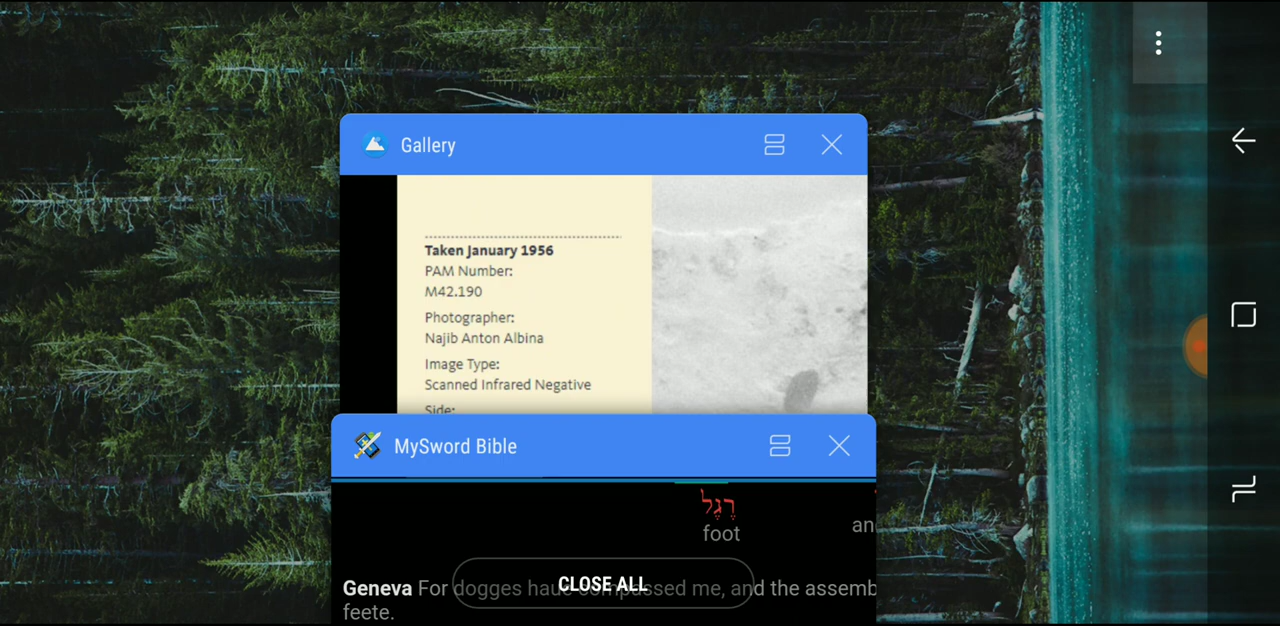 Gallery
Taken January 1956
PAM Number:
M42.190
Photographer:
Najib Anton Albina
Image Type:
Scanned Infrared Negative
Side:
MySword Bible
רֶגֶל
foot
an
Geneva For dogges haue compassed me, and the assemb
feete.
CLOSE ALL